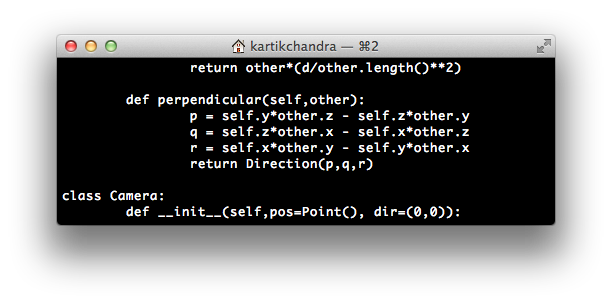 kartikchandra — ⌘2
return other*(d/other.length()**2)
def perpendicular(self,other):
p = self.y*other.z - self.z*other.y
q = self.z*other.x - self.x*other.z
r = self.x*other.y - self.y*other.x
return Direction(p,q,r)
class Camera:
def __init__(self,pos=Point(), dir=(0,0)):